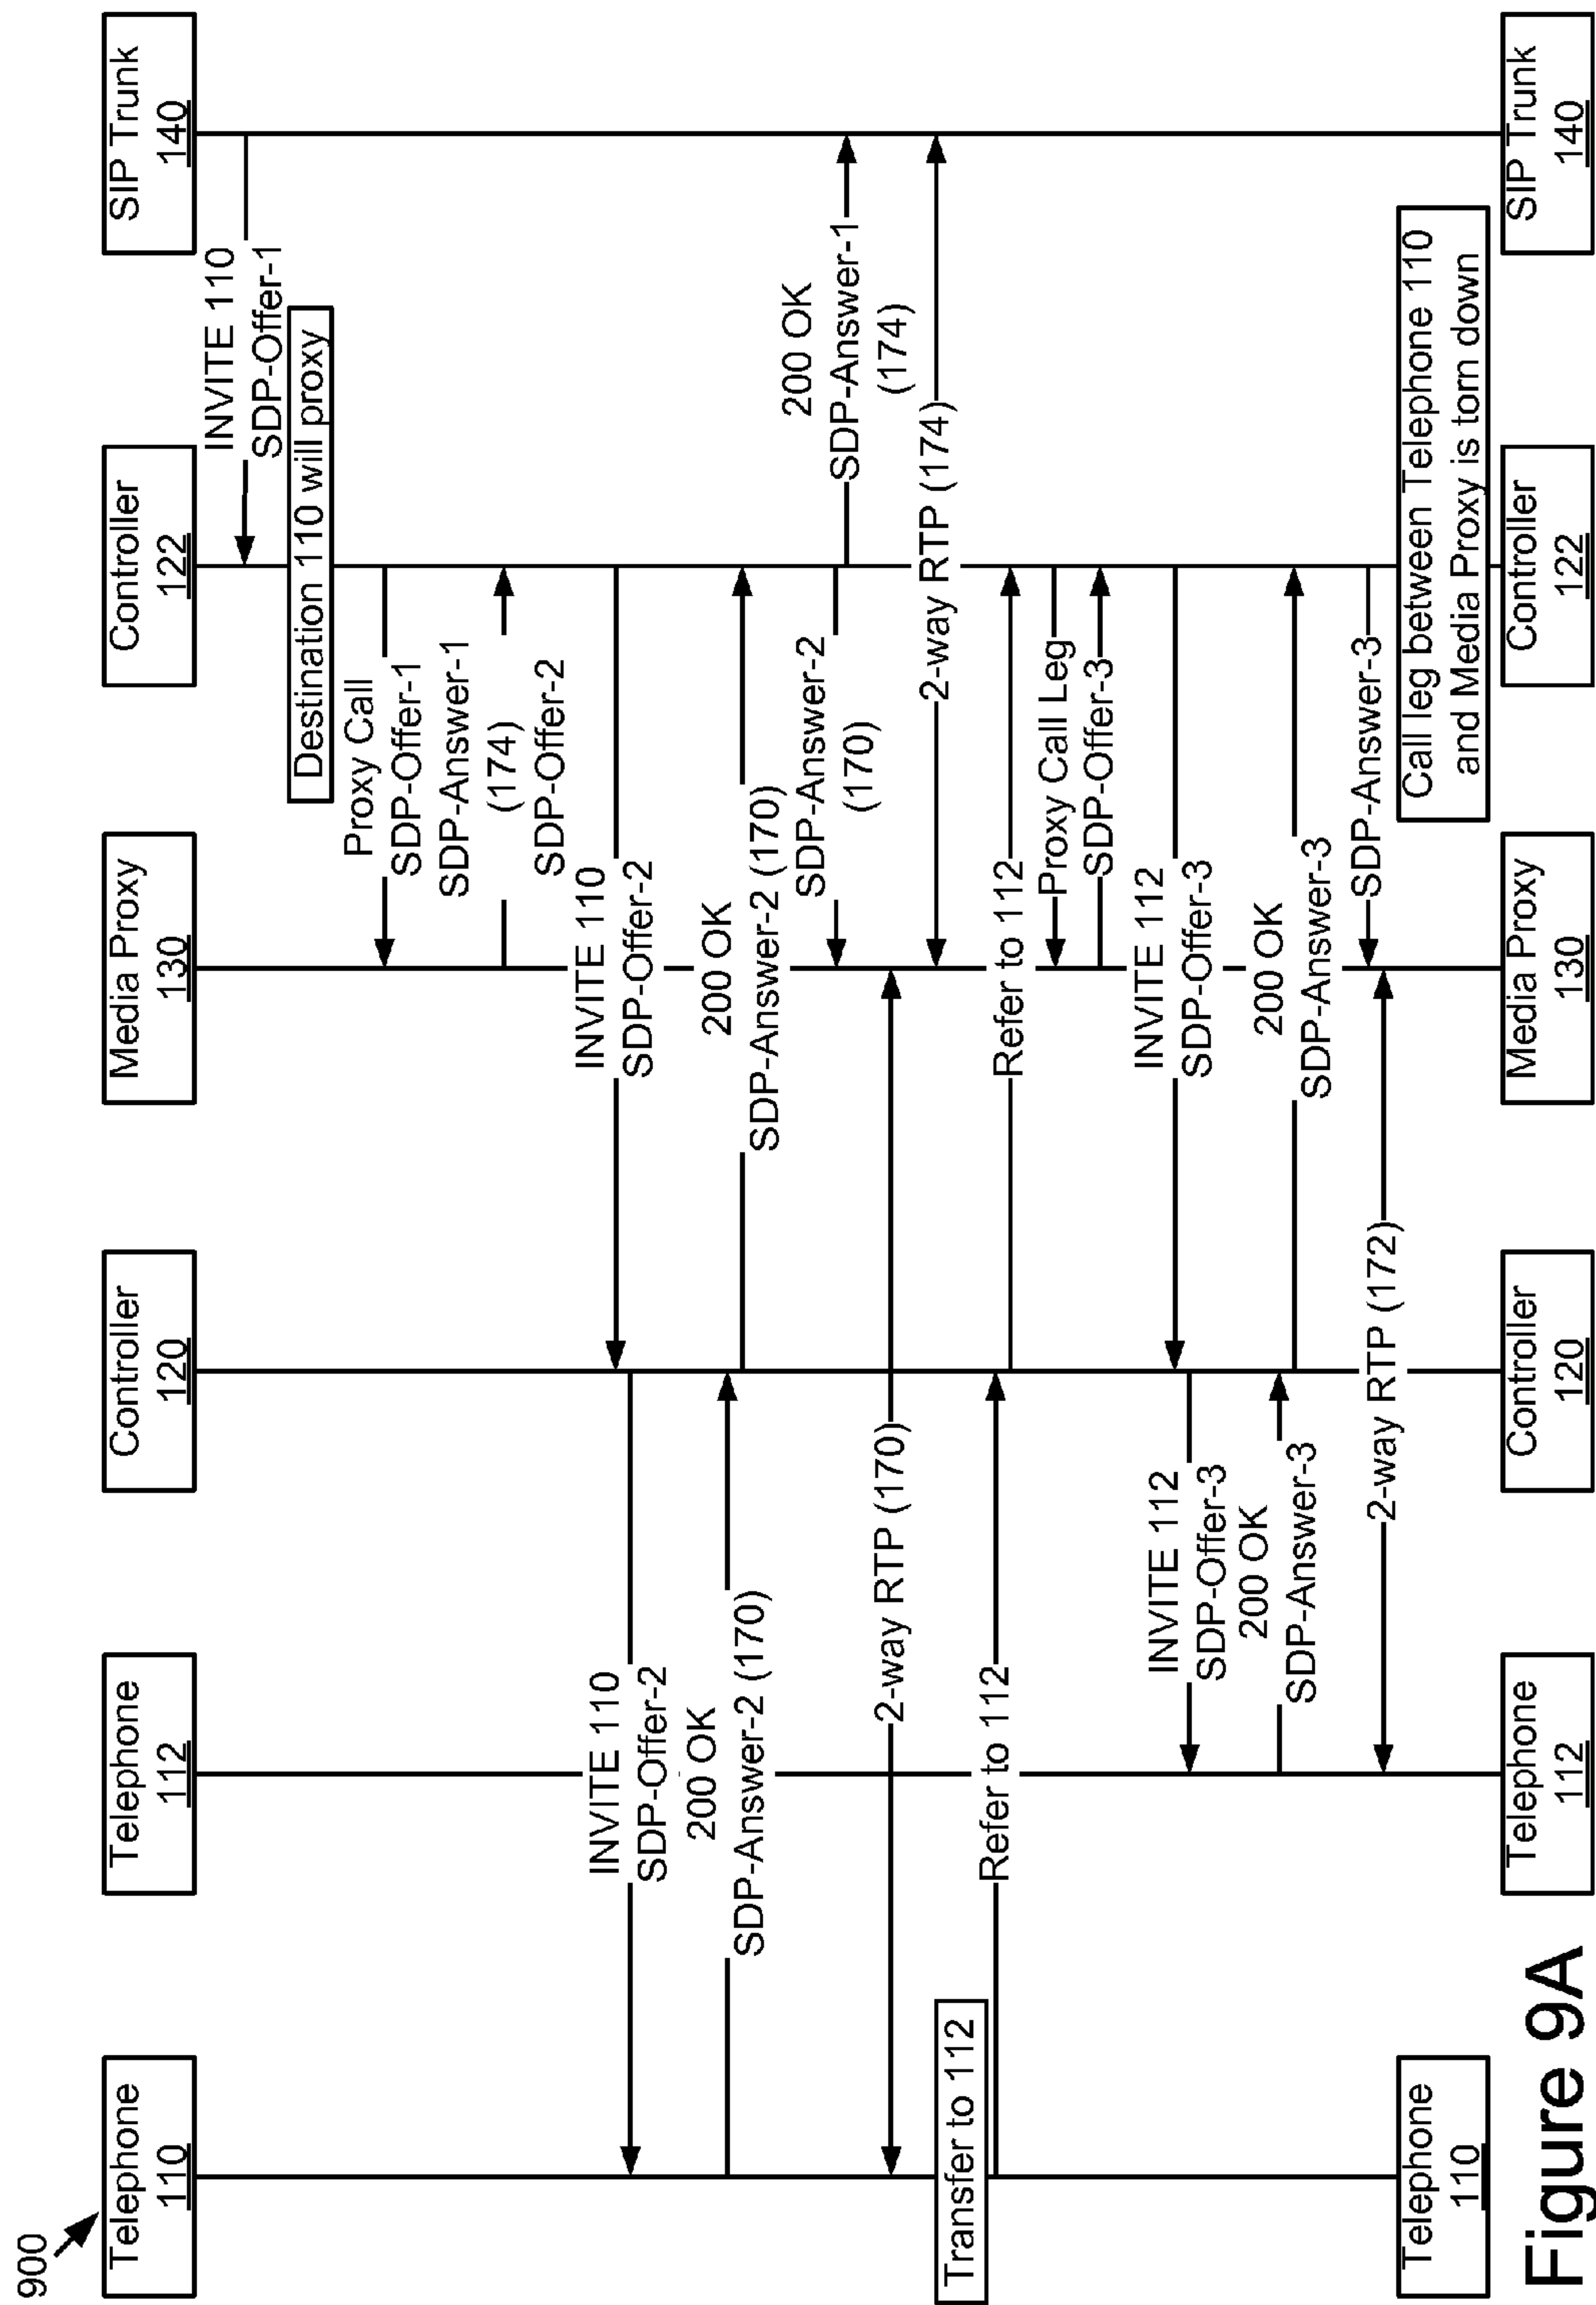 900
Telephone
110
Telephone
112
Controller
120
Media Proxy
130
Controller
122
SIP Trunk
140
INVITE 110
SDP-Offer-1
Destination 110 will proxy
Proxy Call
SDP-Offer-1
SDP-Answer-1
(174)
SDP-Offer-2
INVITE 110
SDP-Offer-2
INVITE 110
SDP-Offer-2
200 OK
SDP-Answer-2 (170)
200 OK
SDP-Answer-2 (170)
SDP-Answer-2
(170)
200 OK
SDP-Answer-1
(174)
2-way RTP (170)
2-way RTP (174)
Transfer to 112
Refer to 112
Refer to 112
Proxy Call Leg
SDP-Offer-3
INVITE 112
SDP-Offer-3
INVITE 112
SDP-Offer-3
200 OK
SDP-Answer-3
200 OK
SDP-Answer-3
SDP-Answer-3
2-way RTP (172)
Call leg between Telephone 110
and Media Proxy is torn down
Telephone
110
Telephone
112
Controller
120
Media Proxy
130
Controller
122
SIP Trunk
140
Figure 9A